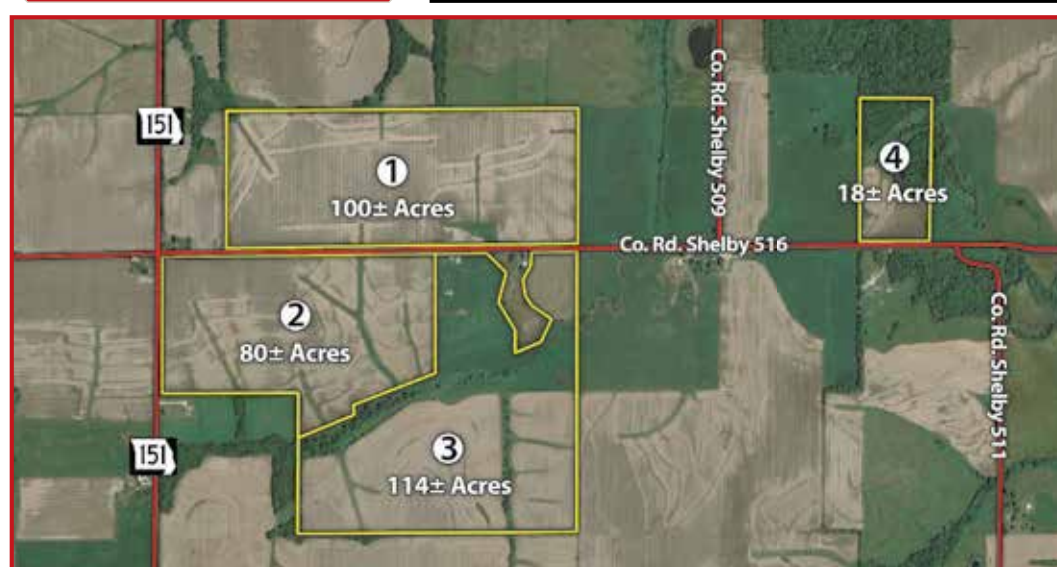 151
1
100± Acres
Co. Rd. Shelby 509
4
18± Acres
Co. Rd. Shelby 516
2
80± Acres
Co. Rd. Shelby 511
151
3
114± Acres